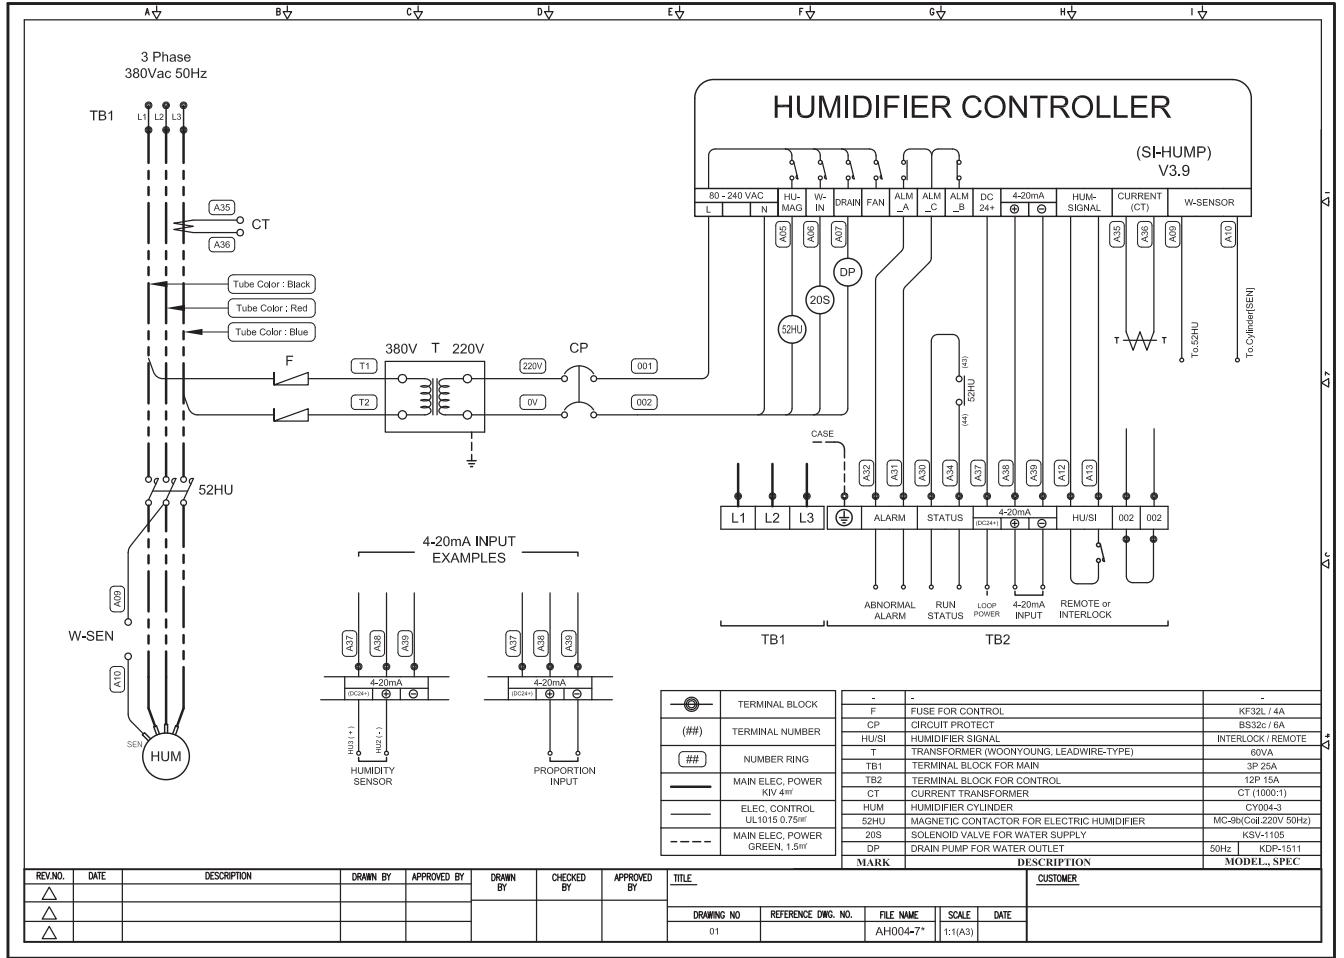 A B C D E F G H I
3 Phase
380Vac 50Hz
TB1 L1 L2 L3
A35
CT
A36
Tube Color : Black
Tube Color : Red
Tube Color : Blue
F
T1
T2
380V T 220V
220V
0V
CP
001
002
52HU
A09
W-SEN
A10
SEN
HUM
HUMIDIFIER CONTROLLER
(SI-HUMP)
V3.9
80 - 240 VAC
L N
HU-
MAG
W-
IN
DRAIN
FAN
ALM
_A
ALM
_C
ALM
_B
DC
24+
4-20mA
⊕ ⊖
HUM-
SIGNAL
CURRENT
(CT)
W-SENSOR
A05 A06 A07 A35 A36 A09 A10
DP
20S
52HU
(43)
52HU
(44)
T T
To.52HU
To.Cylinder[SEN]
CASE
A32 A31 A30 A34 A37 A38 A39 A12 A13
L1 L2 L3
ALARM STATUS
4-20mA
(DC24+) ⊕ ⊖
HU/SI 002 002
ABNORMAL
ALARM
RUN
STATUS
LOOP
POWER
4-20mA
INPUT
REMOTE or
INTERLOCK
TB1 TB2
4-20mA INPUT
EXAMPLES
A37 A38 A39
4-20mA
(DC24+) ⊕ ⊖
HU3 ( + ) HU2 ( - )
HUMIDITY
SENSOR
A37 A38 A39
4-20mA
(DC24+) ⊕ ⊖
PROPORTION
INPUT
TERMINAL BLOCK
(##) TERMINAL NUMBER
## NUMBER RING
MAIN ELEC, POWER
KIV 4㎟
ELEC, CONTROL
UL1015 0.75㎟
MAIN ELEC, POWER
GREEN, 1.5㎟
- - -
F FUSE FOR CONTROL KF32L / 4A
CP CIRCUIT PROTECT BS32c / 6A
HU/SI HUMIDIFIER SIGNAL INTERLOCK / REMOTE
T TRANSFORMER (WOONYOUNG, LEADWIRE-TYPE) 60VA
TB1 TERMINAL BLOCK FOR MAIN 3P 25A
TB2 TERMINAL BLOCK FOR CONTROL 12P 15A
CT CURRENT TRANSFORMER CT (1000:1)
HUM HUMIDIFIER CYLINDER CY004-3
52HU MAGNETIC CONTACTOR FOR ELECTRIC HUMIDIFIER MC-9b(Coil.220V 50Hz)
20S SOLENOID VALVE FOR WATER SUPPLY KSV-1105
DP DRAIN PUMP FOR WATER OUTLET 50Hz KDP-1511
MARK DESCRIPTION MODEL., SPEC
REV.NO. DATE DESCRIPTION DRAWN BY APPROVED BY
DRAWN
BY
CHECKED
BY
APPROVED
BY
TITLE
CUSTOMER
DRAWING NO REFERENCE DWG. NO. FILE NAME SCALE DATE
01 AH004-7* 1:1(A3)